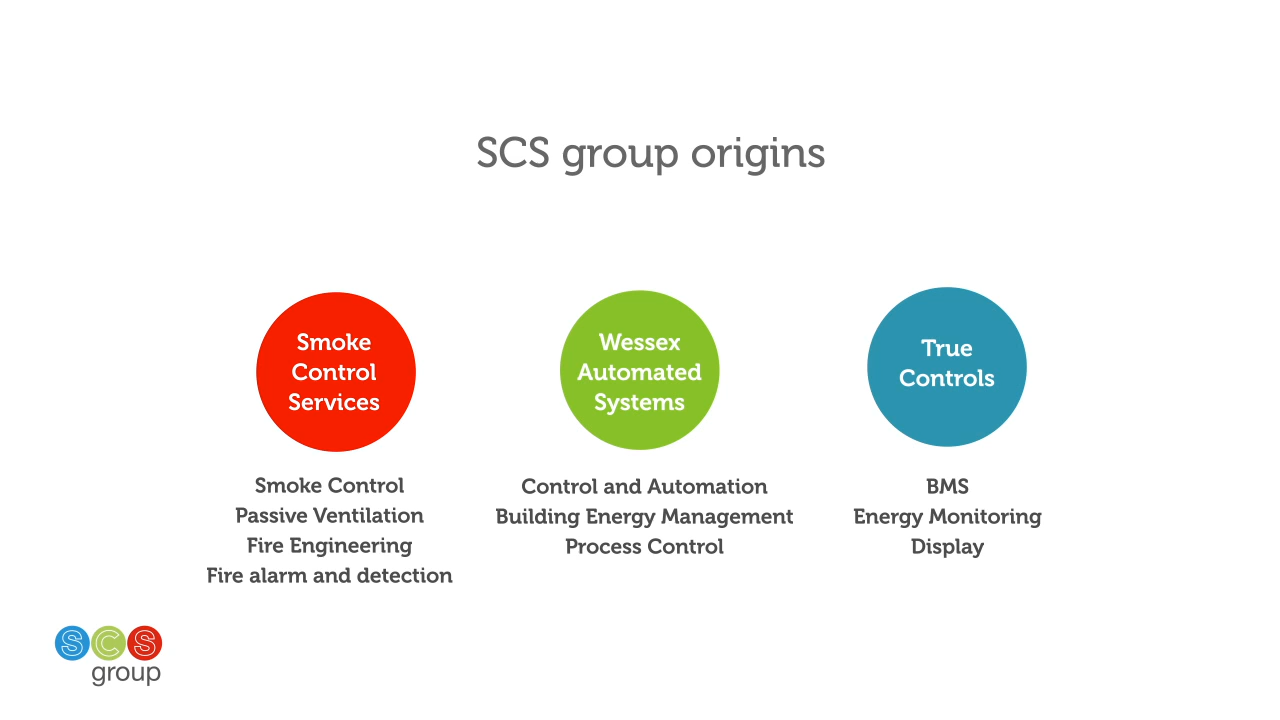 SCS group origins
Smoke
Control
Services
Smoke Control
Passive Ventilation
Fire Engineering
Fire alarm and detection
Wessex
Automated
Systems
Control and Automation
Building Energy Management
Process Control
True
Controls
BMS
Energy Monitoring
Display
SCS
group